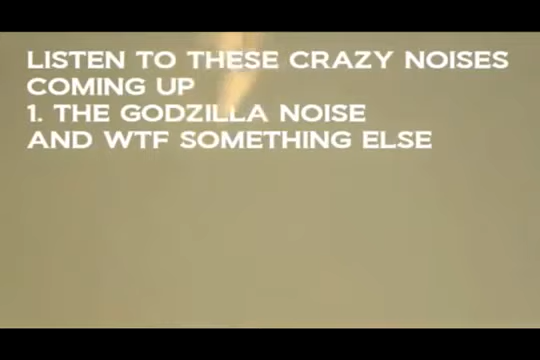 LISTEN TO THESE CRAZY NOISES
COMING UP
1. THE GODZILLA NOISE
AND WTF SOMETHING ELSE